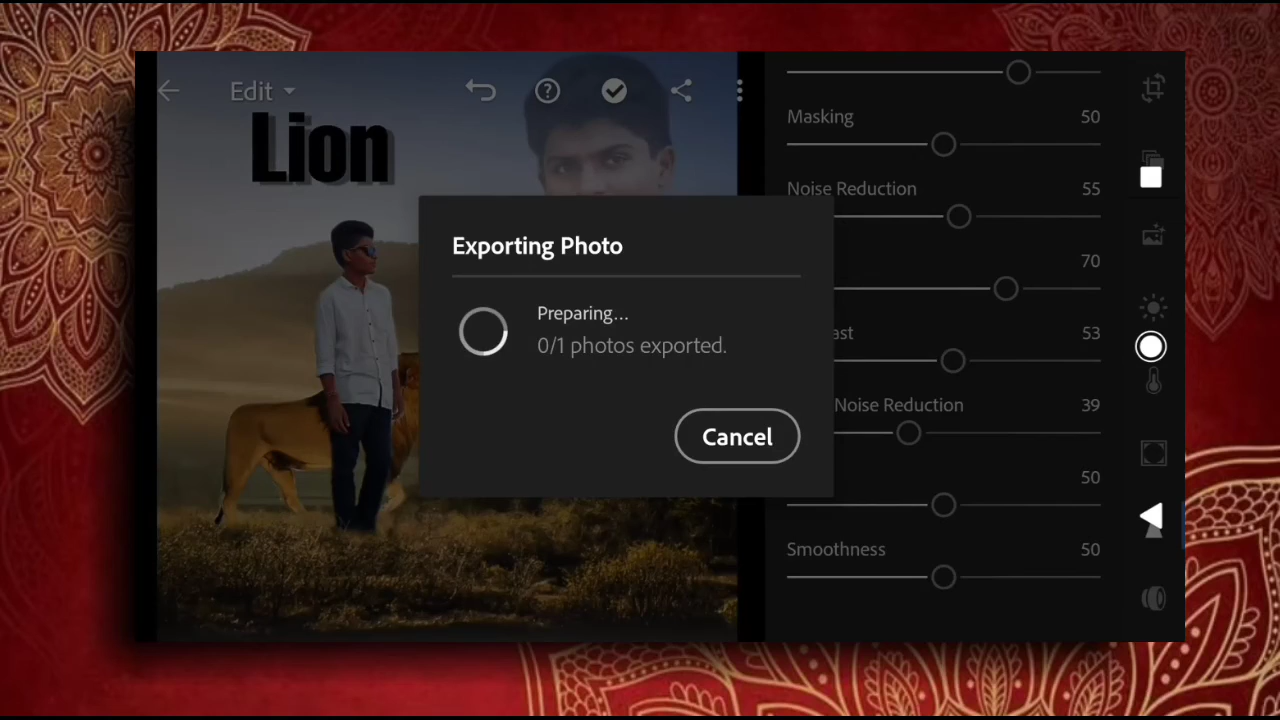 Edit
Lion
Masking 50
Noise Reduction 55
70
ast 53
Noise Reduction 39
50
Smoothness 50
Exporting Photo
Preparing...
0/1 photos exported.
Cancel